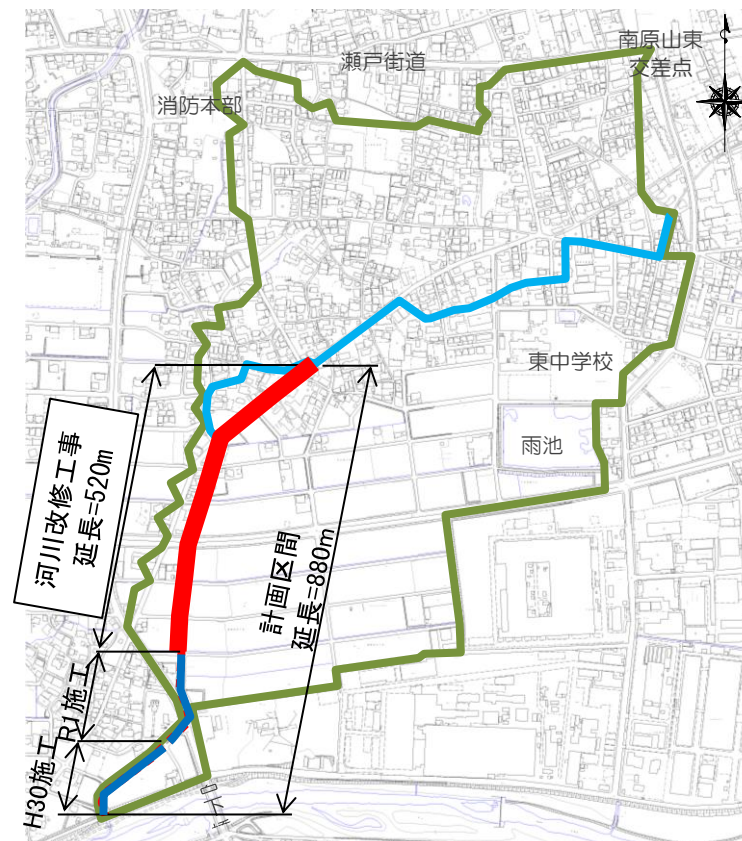 南原山東
交差点
瀬戸街道
消防本部
東中学校
雨池
河川改修工事
延長=520m
計画区間
延長=880m
R1施工
H30施工